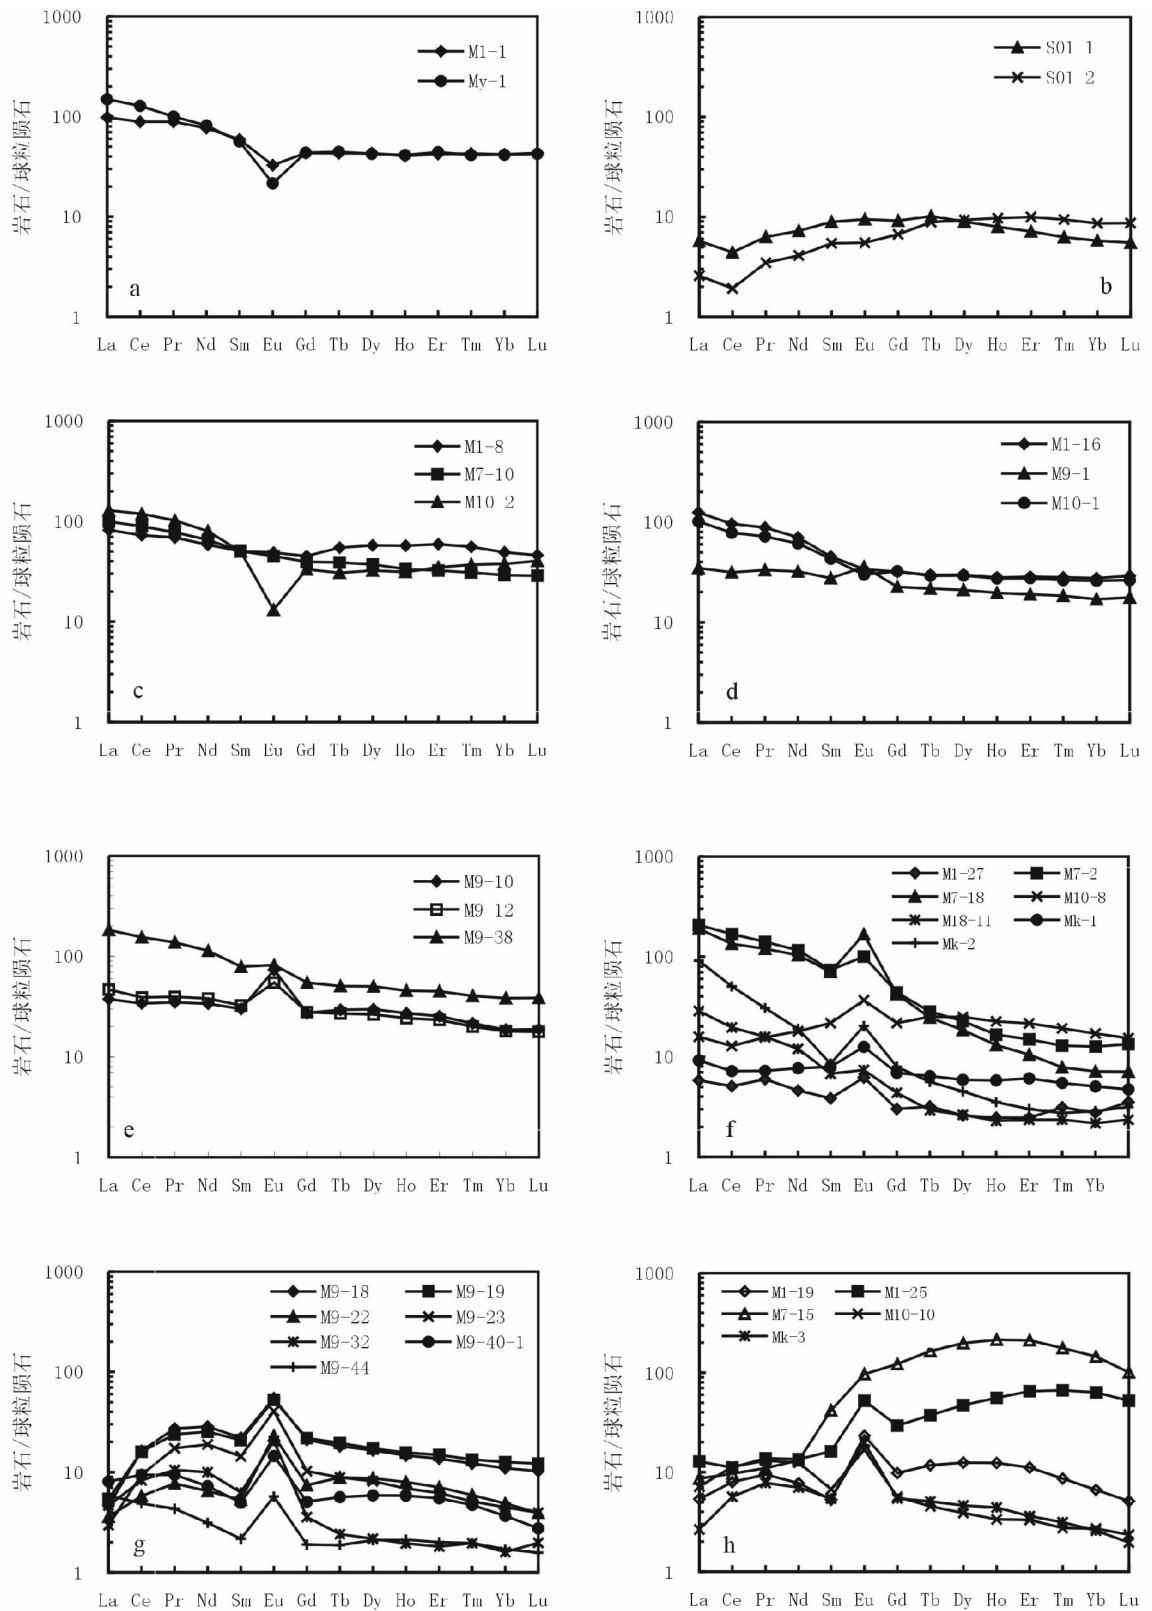 1000
100
10
1
岩石/球粒陨石
M1-1
My-1
a
La Ce Pr Nd Sm Eu Gd Tb Dy Ho Er Tm Yb Lu
1000
100
10
1
岩石/球粒陨石
S01 1
S01 2
b
La Ce Pr Nd Sm Eu Gd Tb Dy Ho Er Tm Yb Lu
1000
100
10
1
岩石/球粒陨石
M1-8
M7-10
M10 2
c
La Ce Pr Nd Sm Eu Gd Tb Dy Ho Er Tm Yb Lu
1000
100
10
1
岩石/球粒陨石
M1-16
M9-1
M10-1
d
La Ce Pr Nd Sm Eu Gd Tb Dy Ho Er Tm Yb Lu
1000
100
10
1
岩石/球粒陨石
M9-10
M9 12
M9-38
e
La Ce Pr Nd Sm Eu Gd Tb Dy Ho Er Tm Yb Lu
1000
100
10
1
岩石/球粒陨石
M1-27 M7-2
M7-18 M10-8
M18-11 Mk-1
Mk-2
f
La Ce Pr Nd Sm Eu Gd Tb Dy Ho Er Tm Yb
1000
100
10
1
岩石/球粒陨石
M9-18 M9-19
M9-22 M9-23
M9-32 M9-40-1
M9-44
g
La Ce Pr Nd Sm Eu Gd Tb Dy Ho Er Tm Yb Lu
1000
100
10
1
岩石/球粒陨石
M1-19 M1-25
M7-15 M10-10
Mk-3
h
La Ce Pr Nd Sm Eu Gd Tb Dy Ho Er Tm Yb Lu